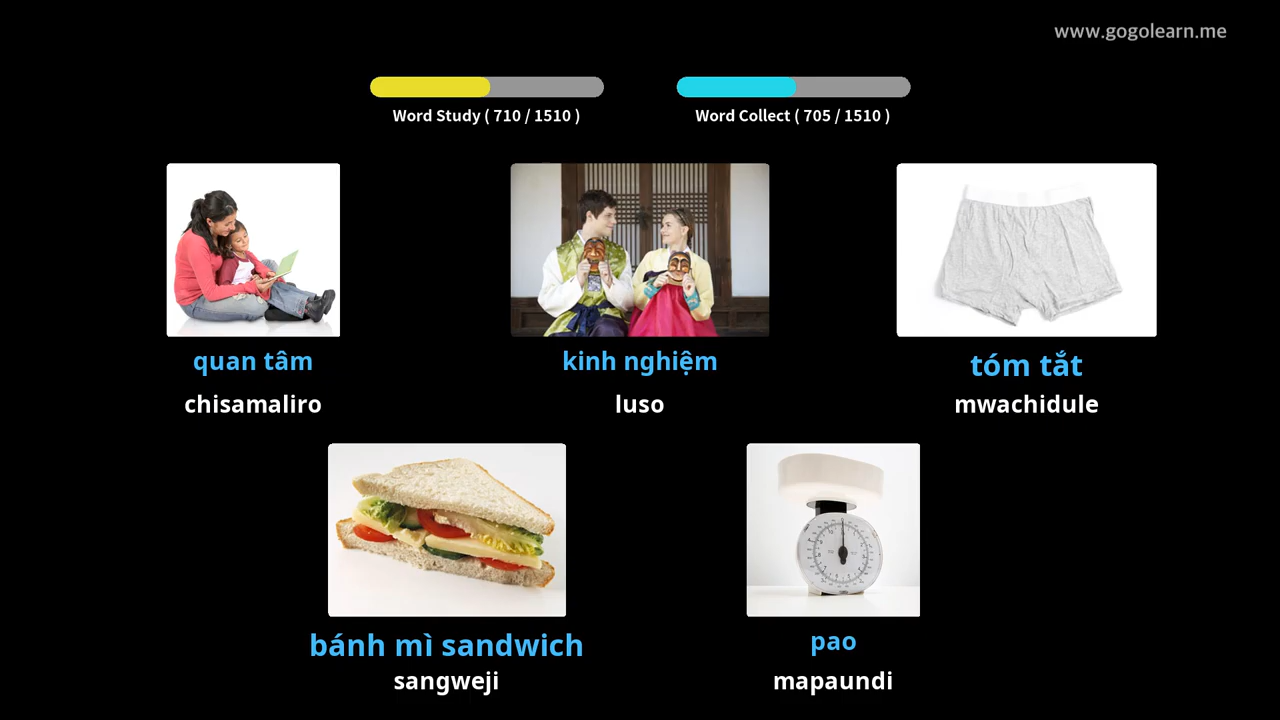 www.gogolearn.me
Word Study ( 710 / 1510 )
Word Collect ( 705 / 1510 )
quan tâm
chisamaliro
kinh nghiệm
luso
tóm tắt
mwachidule
bánh mì sandwich
sangweji
pao
mapaundi